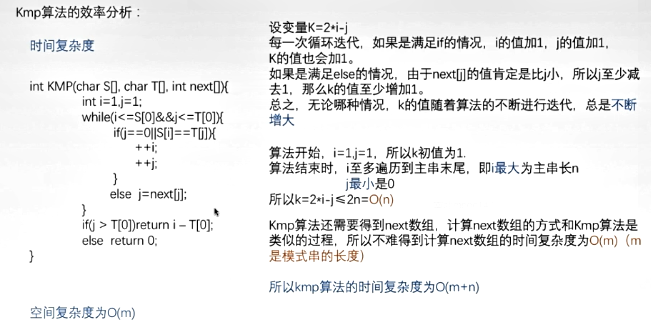 Kmp算法的效率分析：
时间复杂度
int KMP(char S[], char T[], int next[]){
int i=1,j=1;
while(i<=S[0]&&j<=T[0]){
if(j==0||S[i]==T[j]){
++i;
++j;
}
else j=next[j];
}
if(j > T[0])return i – T[0];
else return 0;
}
空间复杂度为O(m)
设变量K=2*i-j
每一次循环迭代，如果是满足if的情况，i的值加1，j的值加1，
K的值也会加1。
如果是满足else的情况，由于next[j]的值肯定是比j小，所以j至少减
去1，那么k的值至少增加1。
总之，无论哪种情况，k的值随着算法的不断进行迭代，总是不断
增大
算法开始，i=1,j=1，所以k初值为1.
算法结束时，i至多遍历到主串末尾，即i最大为主串长n
j最小是0
所以k=2*i-j≤2n=O(n)
Kmp算法还需要得到next数组，计算next数组的方式和Kmp算法是
类似的过程，所以不难得到计算next数组的时间复杂度为O(m)（m
是模式串的长度）
所以kmp算法的时间复杂度为O(m+n)